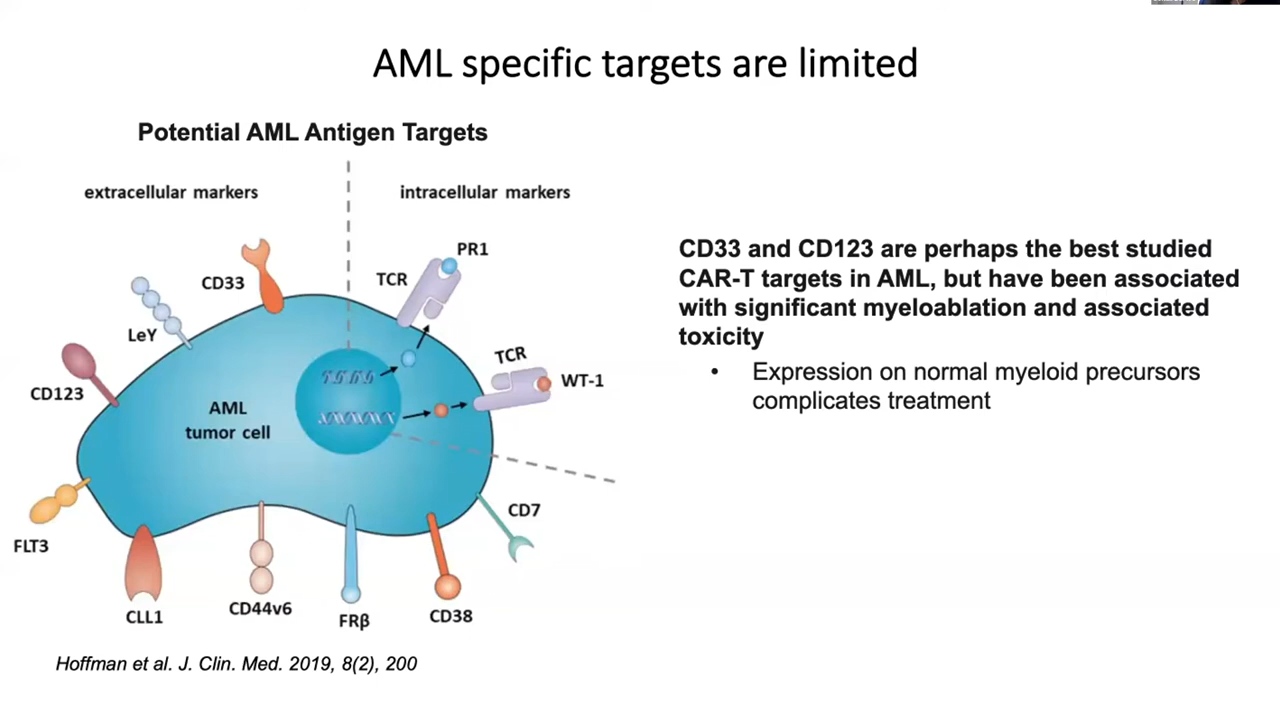 AML specific targets are limited
Potential AML Antigen Targets
extracellular markers
intracellular markers
PR1
TCR
CD33
LeY
TCR
WT-1
CD123
AML
tumor cell
CD7
FLT3
CLL1
CD44v6
FRβ
CD38
Hoffman et al. J. Clin. Med. 2019, 8(2), 200
CD33 and CD123 are perhaps the best studied
CAR-T targets in AML, but have been associated
with significant myeloablation and associated
toxicity
• Expression on normal myeloid precursors
complicates treatment